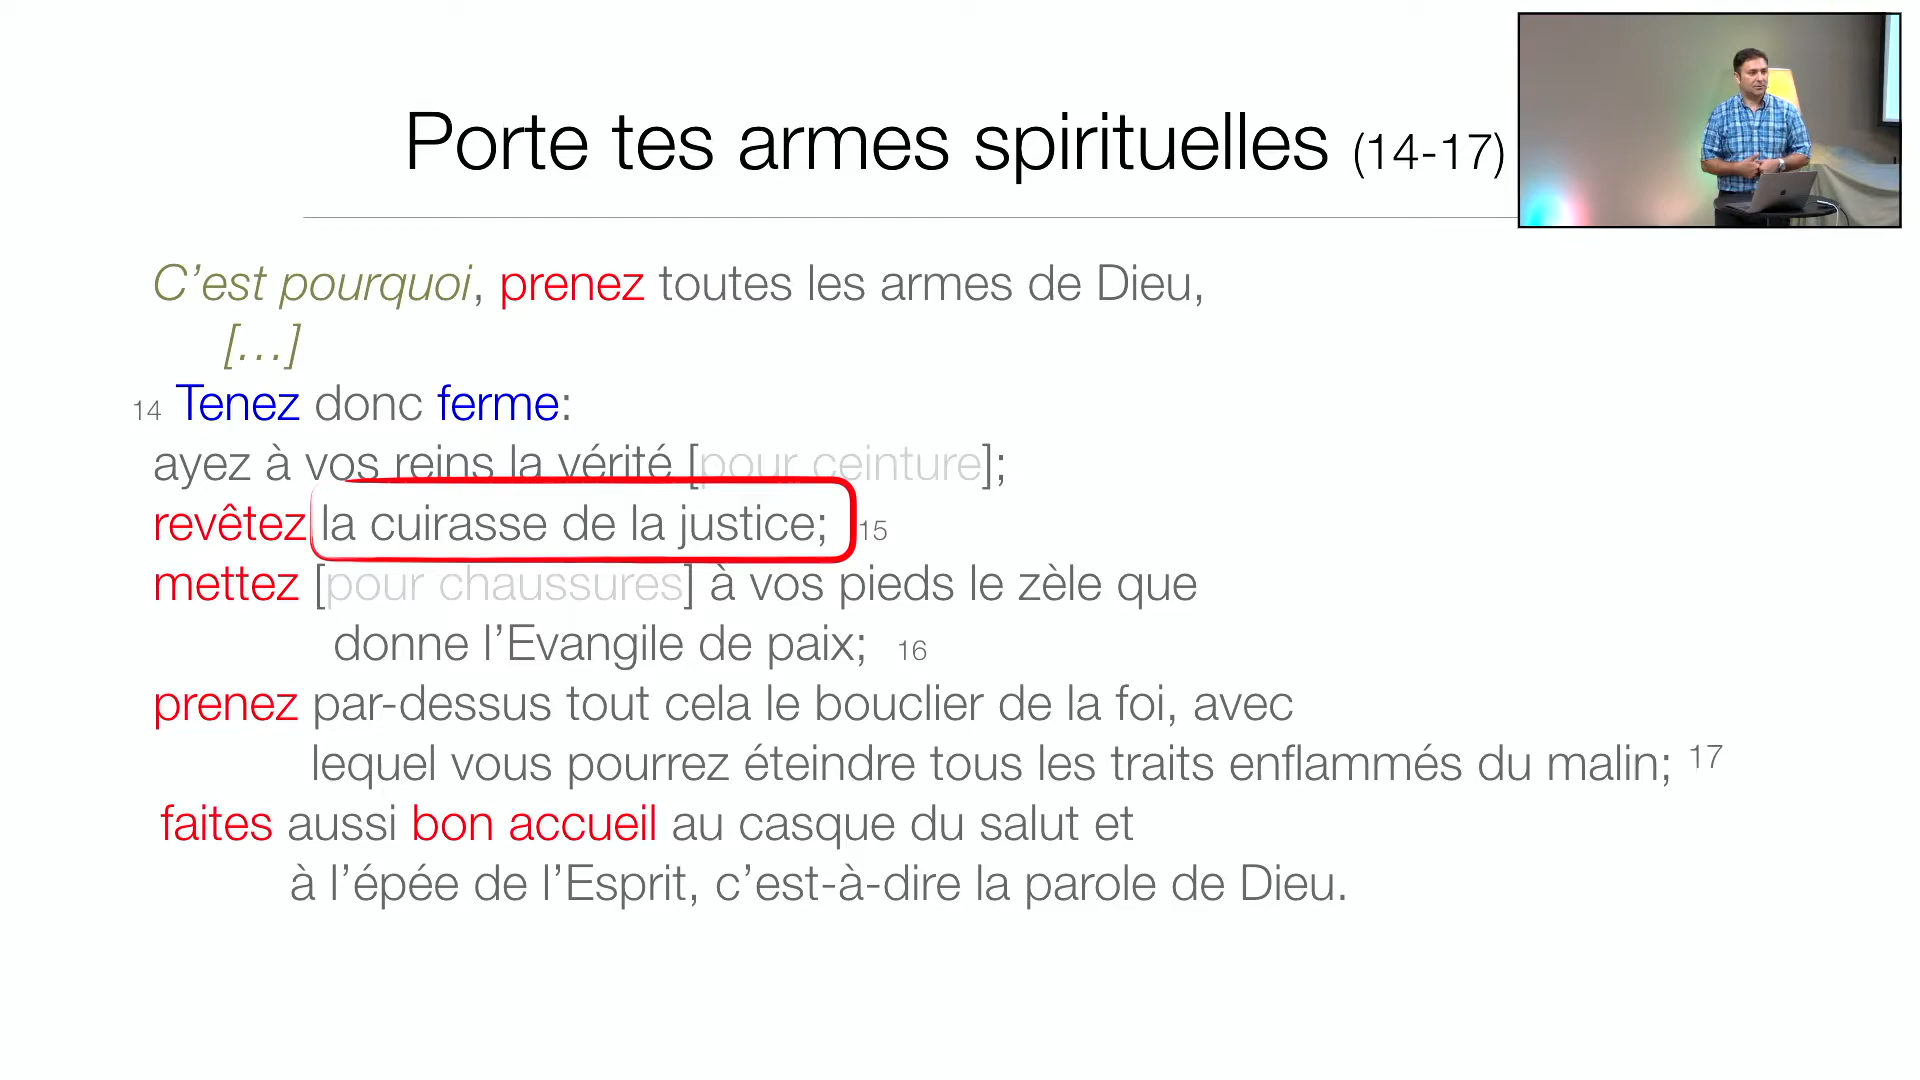 Porte tes armes spirituelles (14-17)
C’est pourquoi, prenez toutes les armes de Dieu,
[…]
14 Tenez donc ferme:
ayez à vos reins la vérité [pour ceinture];
revêtez la cuirasse de la justice; 15
mettez [pour chaussures] à vos pieds le zèle que
donne l’Evangile de paix; 16
prenez par-dessus tout cela le bouclier de la foi, avec
lequel vous pourrez éteindre tous les traits enflammés du malin; 17
faites aussi bon accueil au casque du salut et
à l’épée de l’Esprit, c’est-à-dire la parole de Dieu.